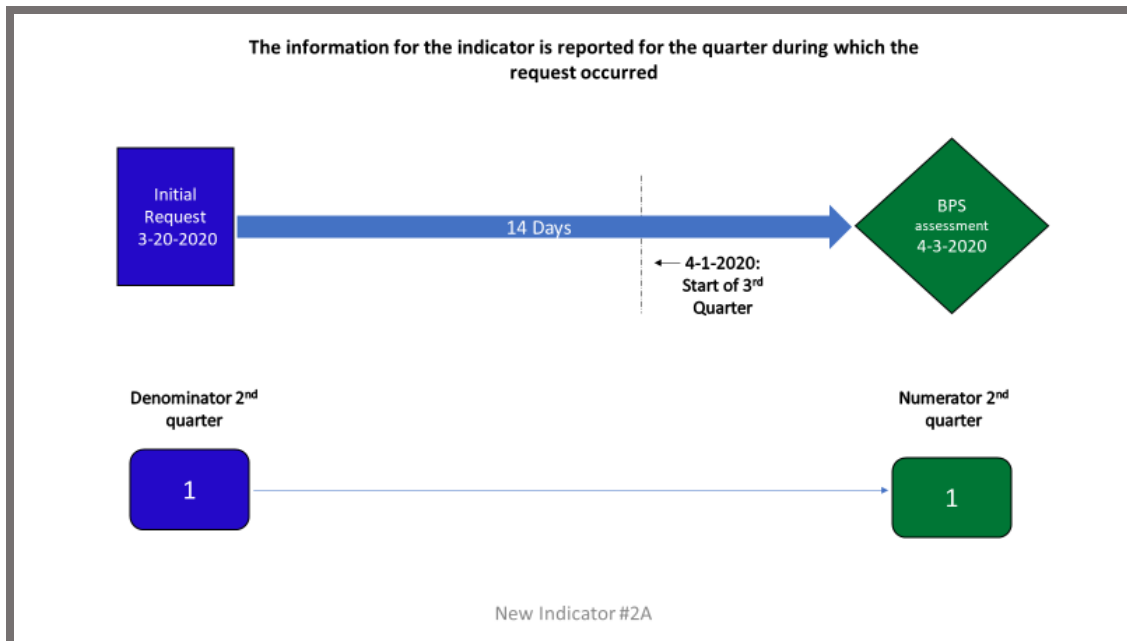 The information for the indicator is reported for the quarter during which the
request occurred
Initial
Request
3-20-2020
14 Days
BPS
assessment
4-3-2020
4-1-2020:
Start of 3rd
Quarter
Denominator 2nd
quarter
Numerator 2nd
quarter
1
1
New Indicator #2A